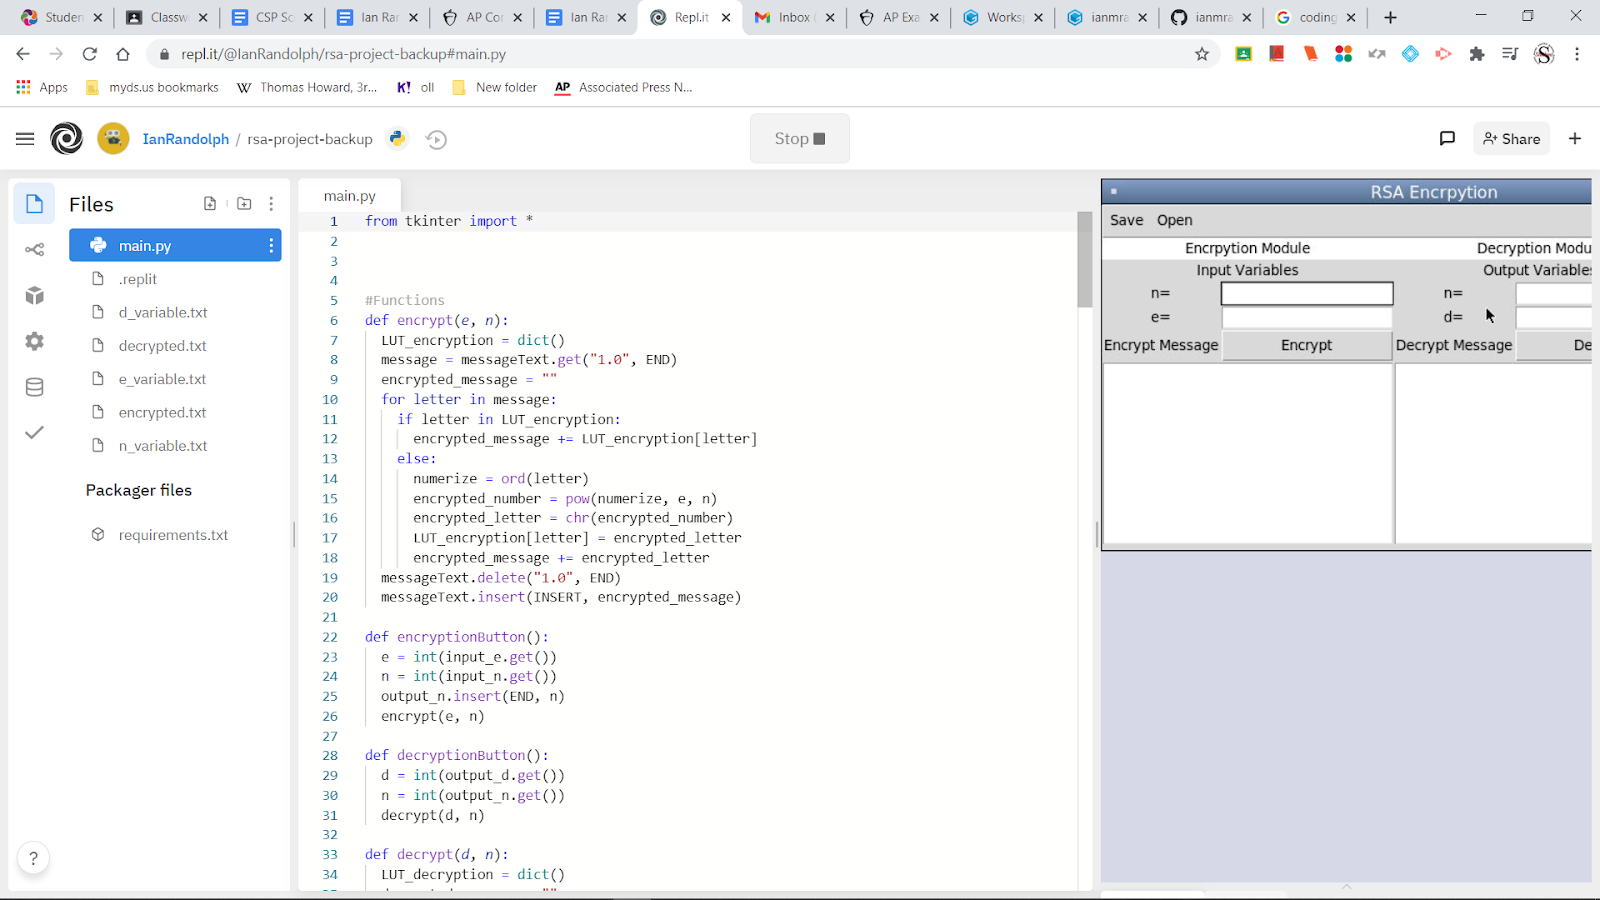 Studen
Classw
CSP Sc
Ian Rar
AP Cor
Ian Rar
Repl.it
Inbox (
AP Exa
Worksp
ianmra
ianmra
coding
repl.it/@IanRandolph/rsa-project-backup#main.py
Apps
myds.us bookmarks
W Thomas Howard, 3r...
K! oll
New folder
AP Associated Press N...
IanRandolph / rsa-project-backup
Stop
Share
Files
main.py
.replit
d_variable.txt
decrypted.txt
e_variable.txt
encrypted.txt
n_variable.txt
Packager files
requirements.txt
?
main.py
1 from tkinter import *
2
3
4
5 #Functions
6 def encrypt(e, n):
7 LUT_encryption = dict()
8 message = messageText.get("1.0", END)
9 encrypted_message = ""
10 for letter in message:
11 if letter in LUT_encryption:
12 encrypted_message += LUT_encryption[letter]
13 else:
14 numerize = ord(letter)
15 encrypted_number = pow(numerize, e, n)
16 encrypted_letter = chr(encrypted_number)
17 LUT_encryption[letter] = encrypted_letter
18 encrypted_message += encrypted_letter
19 messageText.delete("1.0", END)
20 messageText.insert(INSERT, encrypted_message)
21
22 def encryptionButton():
23 e = int(input_e.get())
24 n = int(input_n.get())
25 output_n.insert(END, n)
26 encrypt(e, n)
27
28 def decryptionButton():
29 d = int(output_d.get())
30 n = int(output_n.get())
31 decrypt(d, n)
32
33 def decrypt(d, n):
34 LUT_decryption = dict()
RSA Encrpytion
Save Open
Encrpytion Module
Decryption Modu
Input Variables
Output Variable
n=
n=
e=
d=
Encrypt Message
Encrypt
Decrypt Message
De